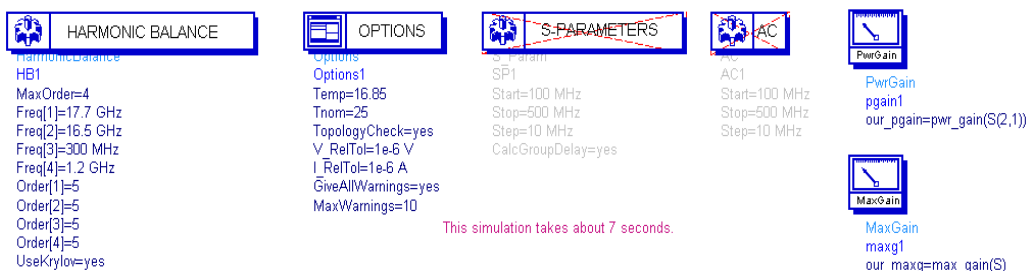 HARMONIC BALANCE
HarmonicBalance
HB1
MaxOrder=4
Freq[1]=17.7 GHz
Freq[2]=16.5 GHz
Freq[3]=300 MHz
Freq[4]=1.2 GHz
Order[1]=5
Order[2]=5
Order[3]=5
Order[4]=5
UseKrylov=yes
OPTIONS
Options
Options1
Temp=16.85
Tnom=25
TopologyCheck=yes
V_RelTol=1e-6 V
I_RelTol=1e-6 A
GiveAllWarnings=yes
MaxWarnings=10
S-PARAMETERS
S_Param
SP1
Start=100 MHz
Stop=500 MHz
Step=10 MHz
CalcGroupDelay=yes
AC
AC
AC1
Start=100 MHz
Stop=500 MHz
Step=10 MHz
This simulation takes about 7 seconds.
PwrGain
PwrGain
pgain1
our_pgain=pwr_gain(S(2,1))
MaxGain
MaxGain
maxg1
our_maxg=max_gain(S)